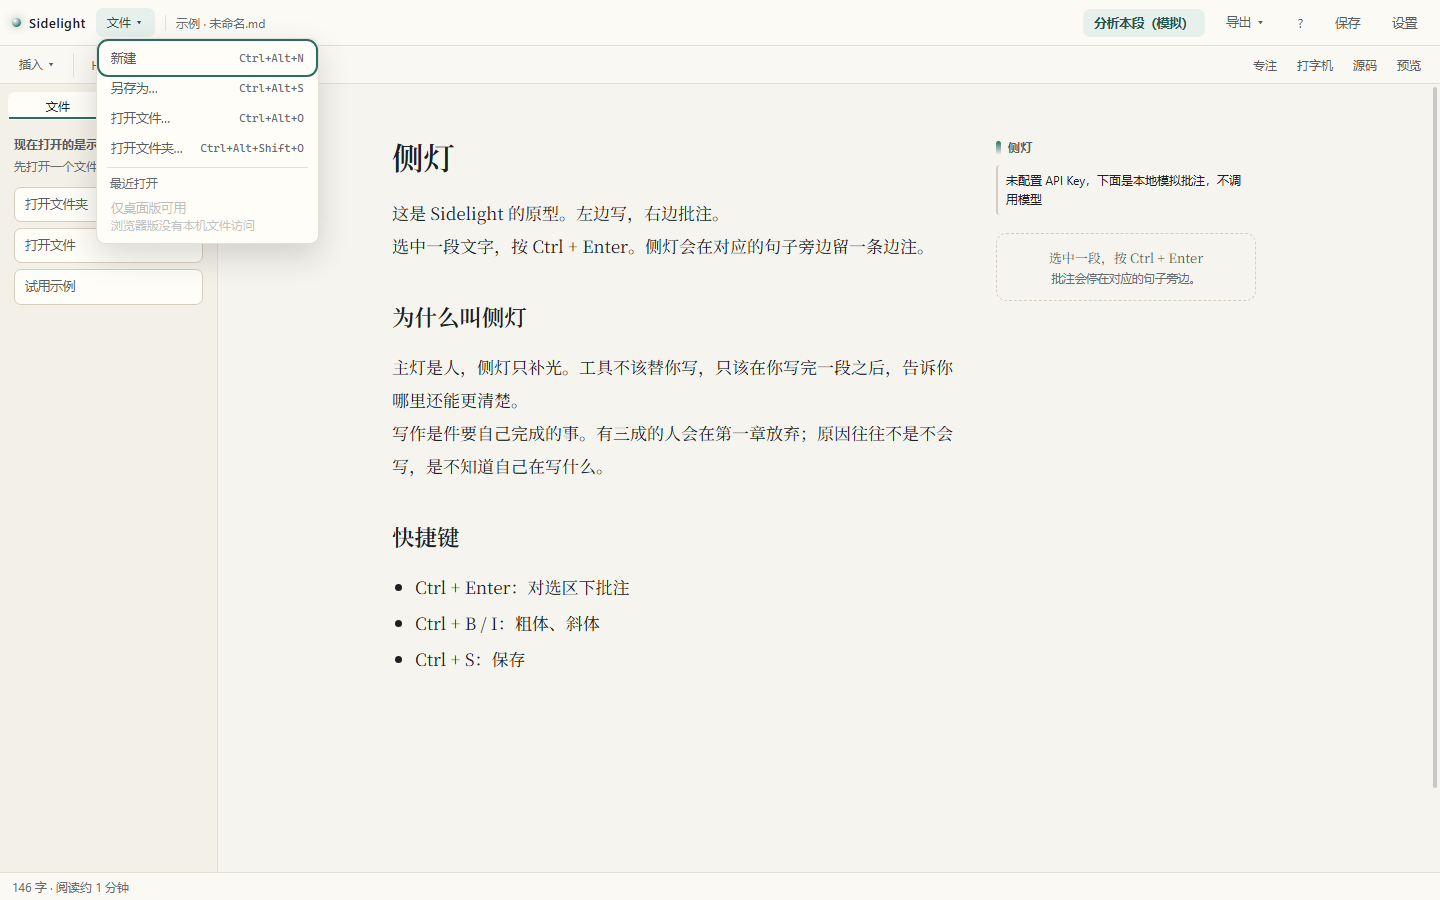 Sidelight
文件 ▾
示例 · 未命名.md
分析本段（模拟）
导出 ▾
?
保存
设置
插入 ▾
专注
打字机
源码
预览
新建 Ctrl+Alt+N
另存为... Ctrl+Alt+S
打开文件... Ctrl+Alt+O
打开文件夹... Ctrl+Alt+Shift+O
最近打开
仅桌面版可用
浏览器版没有本机文件访问
文件
现在打开的是示
先打开一个文件
打开文件夹
打开文件
试用示例
侧灯
这是 Sidelight 的原型。左边写，右边批注。
选中一段文字，按 Ctrl + Enter。侧灯会在对应的句子旁边留一条边注。
为什么叫侧灯
主灯是人，侧灯只补光。工具不该替你写，只该在你写完一段之后，告诉你
哪里还能更清楚。
写作是件要自己完成的事。有三成的人会在第一章放弃；原因往往不是不会
写，是不知道自己在写什么。
快捷键
• Ctrl + Enter：对选区下批注
• Ctrl + B / I：粗体、斜体
• Ctrl + S：保存
侧灯
未配置 API Key，下面是本地模拟批注，不调
用模型
选中一段，按 Ctrl + Enter
批注会停在对应的句子旁边。
146 字 · 阅读约 1 分钟